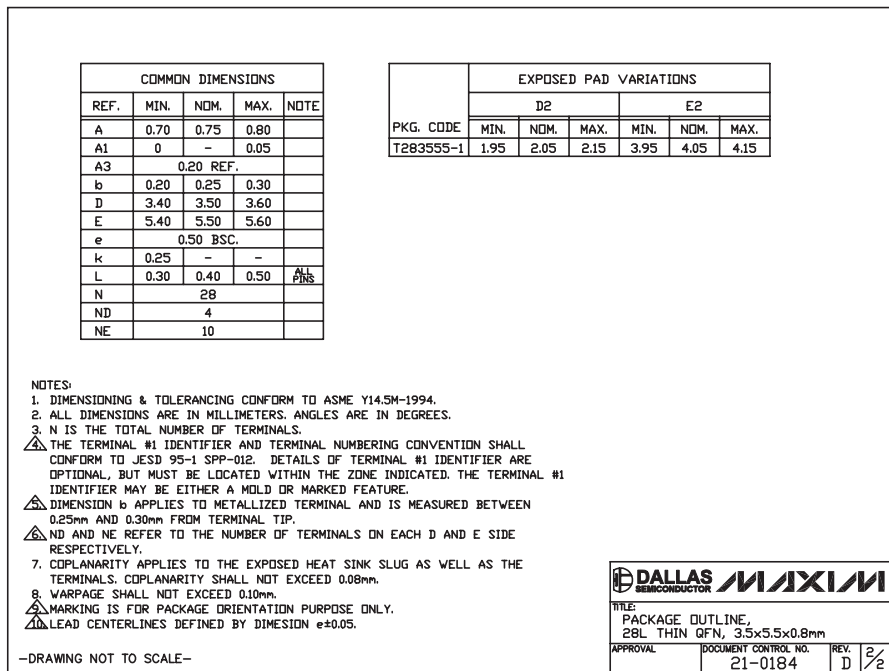 COMMON DIMENSIONS
REF. MIN. NOM. MAX. NOTE
A 0.70 0.75 0.80
A1 0 – 0.05
A3 0.20 REF.
b 0.20 0.25 0.30
D 3.40 3.50 3.60
E 5.40 5.50 5.60
e 0.50 BSC.
k 0.25 – –
L 0.30 0.40 0.50 ALL PINS
N 28
ND 4
NE 10
EXPOSED PAD VARIATIONS
D2 E2
PKG. CODE MIN. NOM. MAX. MIN. NOM. MAX.
T283555-1 1.95 2.05 2.15 3.95 4.05 4.15
NOTES:
1. DIMENSIONING & TOLERANCING CONFORM TO ASME Y14.5M-1994.
2. ALL DIMENSIONS ARE IN MILLIMETERS. ANGLES ARE IN DEGREES.
3. N IS THE TOTAL NUMBER OF TERMINALS.
4. THE TERMINAL #1 IDENTIFIER AND TERMINAL NUMBERING CONVENTION SHALL
CONFORM TO JESD 95-1 SPP-012. DETAILS OF TERMINAL #1 IDENTIFIER ARE
OPTIONAL, BUT MUST BE LOCATED WITHIN THE ZONE INDICATED. THE TERMINAL #1
IDENTIFIER MAY BE EITHER A MOLD OR MARKED FEATURE.
5. DIMENSION b APPLIES TO METALLIZED TERMINAL AND IS MEASURED BETWEEN
0.25mm AND 0.30mm FROM TERMINAL TIP.
6. ND AND NE REFER TO THE NUMBER OF TERMINALS ON EACH D AND E SIDE
RESPECTIVELY.
7. COPLANARITY APPLIES TO THE EXPOSED HEAT SINK SLUG AS WELL AS THE
TERMINALS. COPLANARITY SHALL NOT EXCEED 0.08mm.
8. WARPAGE SHALL NOT EXCEED 0.10mm.
9. MARKING IS FOR PACKAGE ORIENTATION PURPOSE ONLY.
10. LEAD CENTERLINES DEFINED BY DIMESION e±0.05.
-DRAWING NOT TO SCALE-
DALLAS SEMICONDUCTOR MAXIM
TITLE:
PACKAGE OUTLINE,
28L THIN QFN, 3.5x5.5x0.8mm
APPROVAL DOCUMENT CONTROL NO. REV.
21-0184 D 2/2